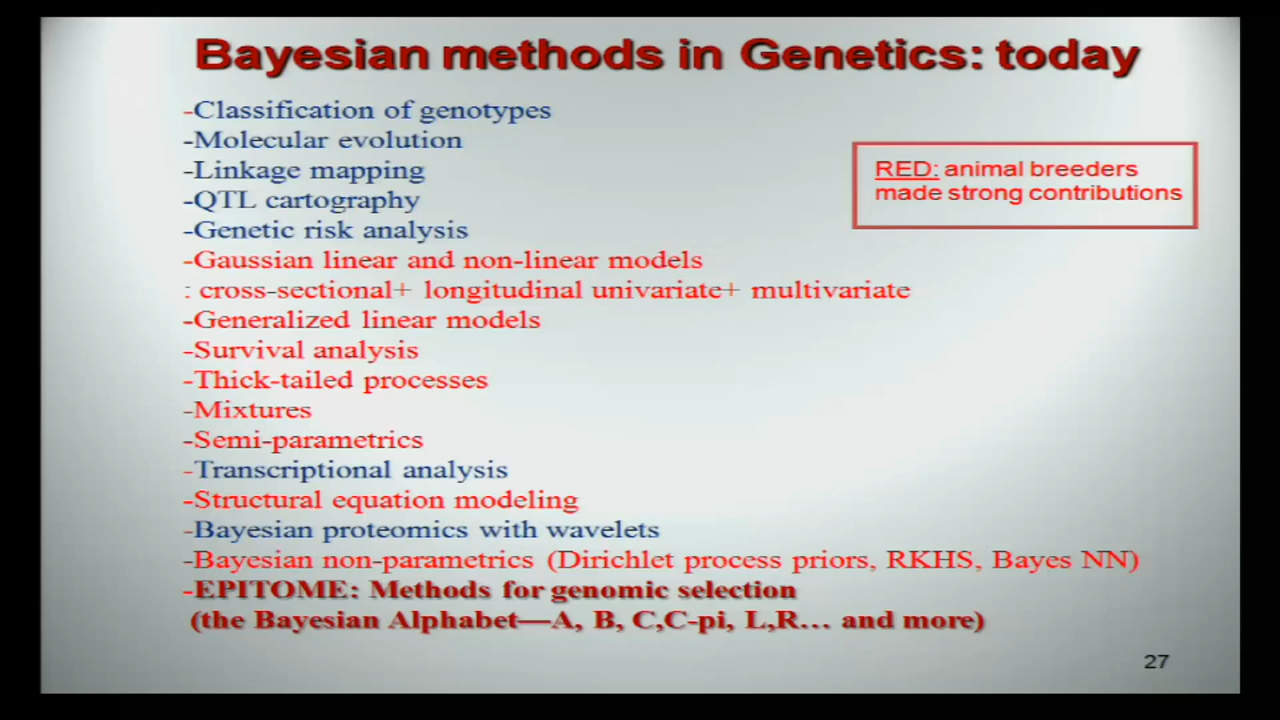 Bayesian methods in Genetics: today
-Classification of genotypes
-Molecular evolution
-Linkage mapping
-QTL cartography
-Genetic risk analysis
-Gaussian linear and non-linear models
: cross-sectional+ longitudinal univariate+ multivariate
-Generalized linear models
-Survival analysis
-Thick-tailed processes
-Mixtures
-Semi-parametrics
-Transcriptional analysis
-Structural equation modeling
-Bayesian proteomics with wavelets
-Bayesian non-parametrics (Dirichlet process priors, RKHS, Bayes NN)
-EPITOME: Methods for genomic selection
(the Bayesian Alphabet—A, B, C,C-pi, L,R... and more)
RED: animal breeders
made strong contributions
27